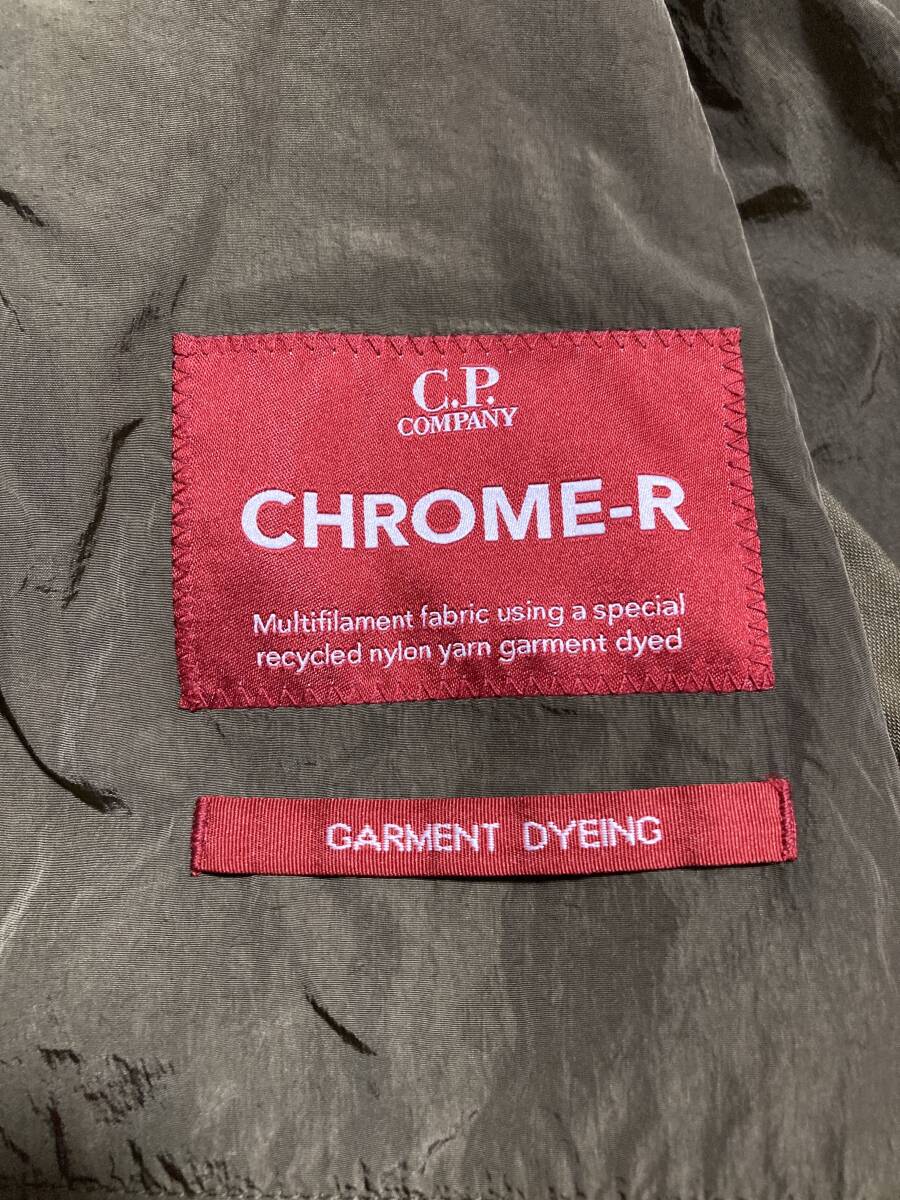 C.P.
COMPANY
CHROME-R
Multifilament fabric using a special
recycled nylon yarn garment dyed
GARMENT DYEING